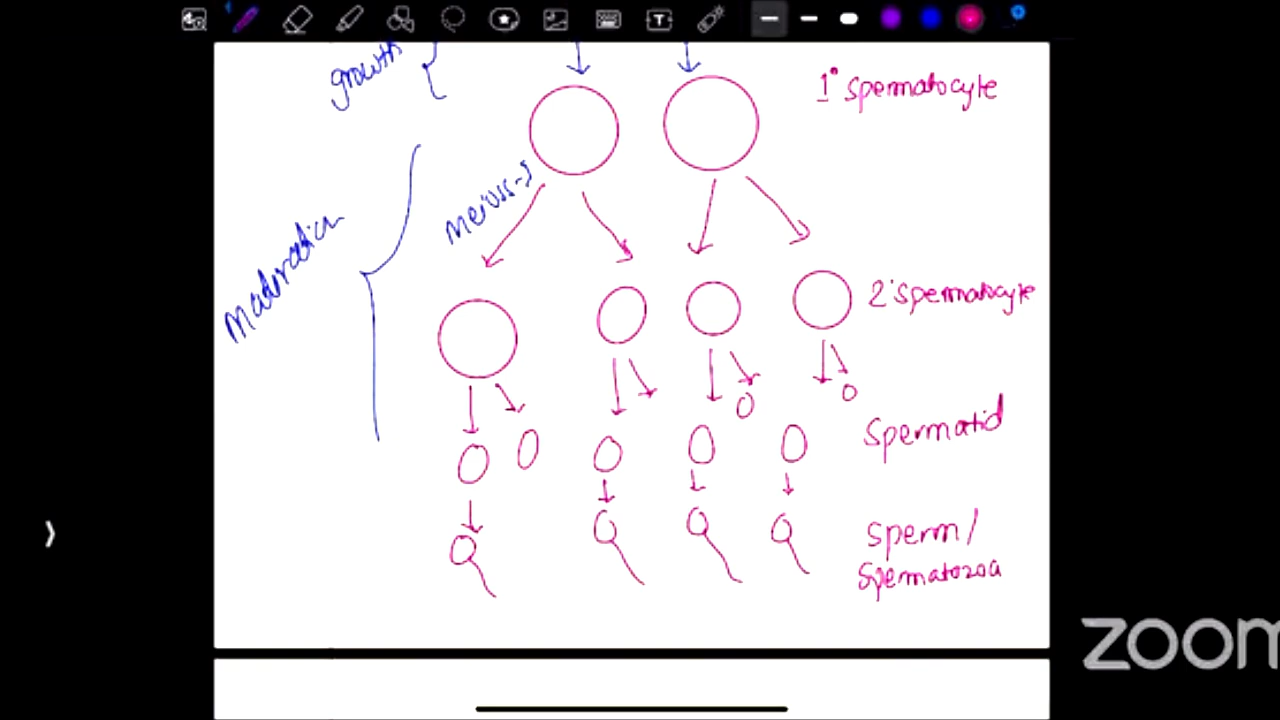 growth
1° spermatocyte
meiosis-I
maturation
2° spermatocyte
spermatid
sperm/
spermatozoa
zoom